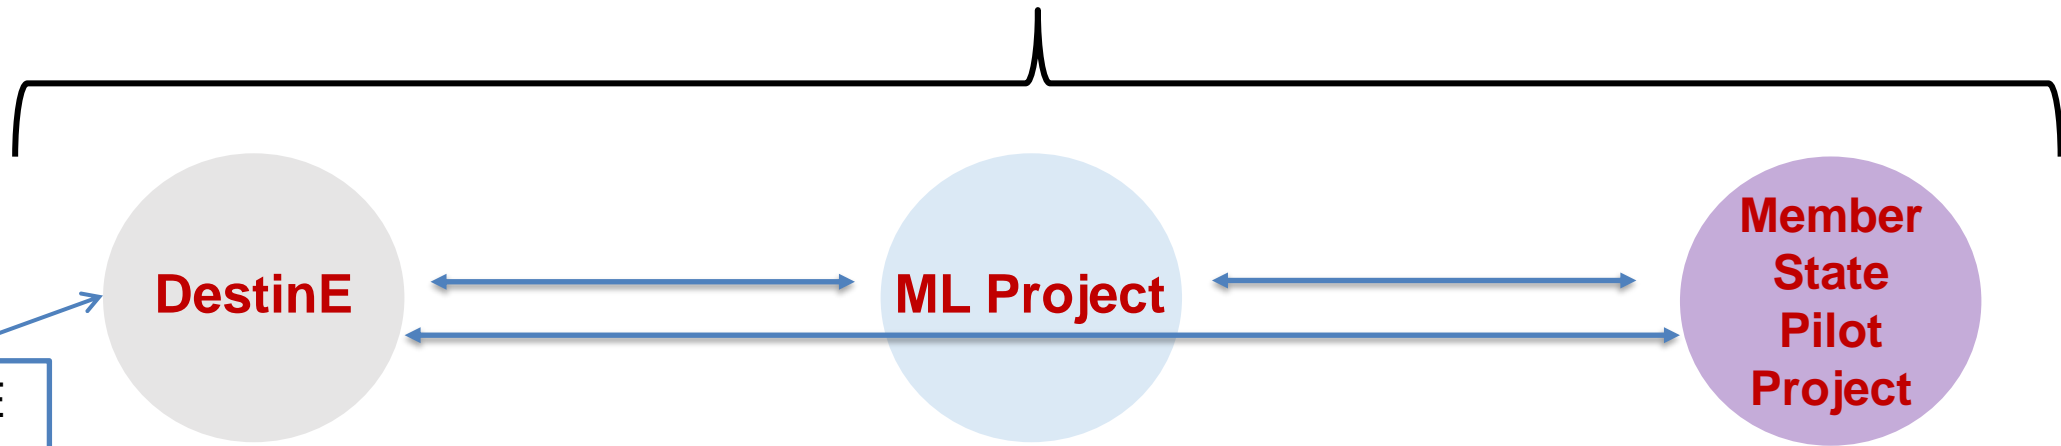 DestinE
ML Project
Member
State
Pilot
Project